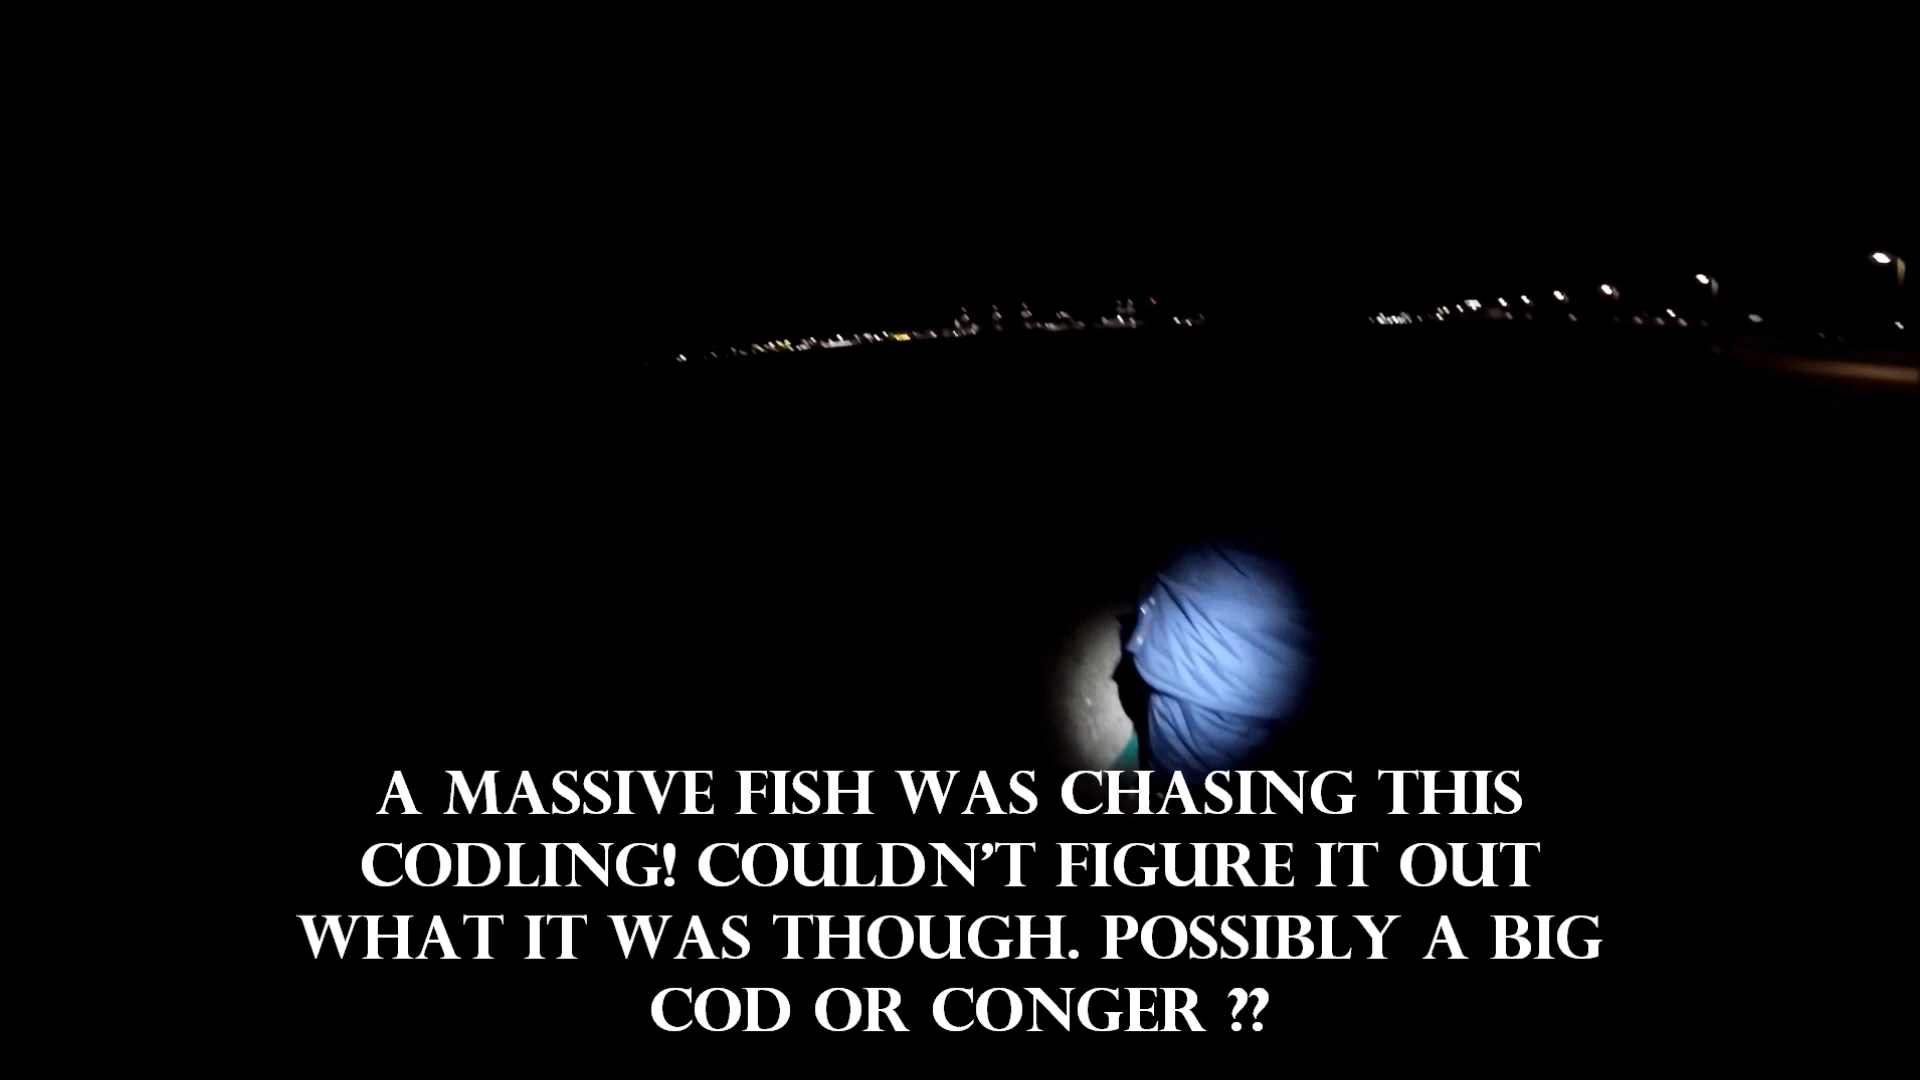 A MASSIVE FISH WAS CHASING THIS
CODLING! COULDN'T FIGURE IT OUT
WHAT IT WAS THOUGH. POSSIBLY A BIG
COD OR CONGER ??